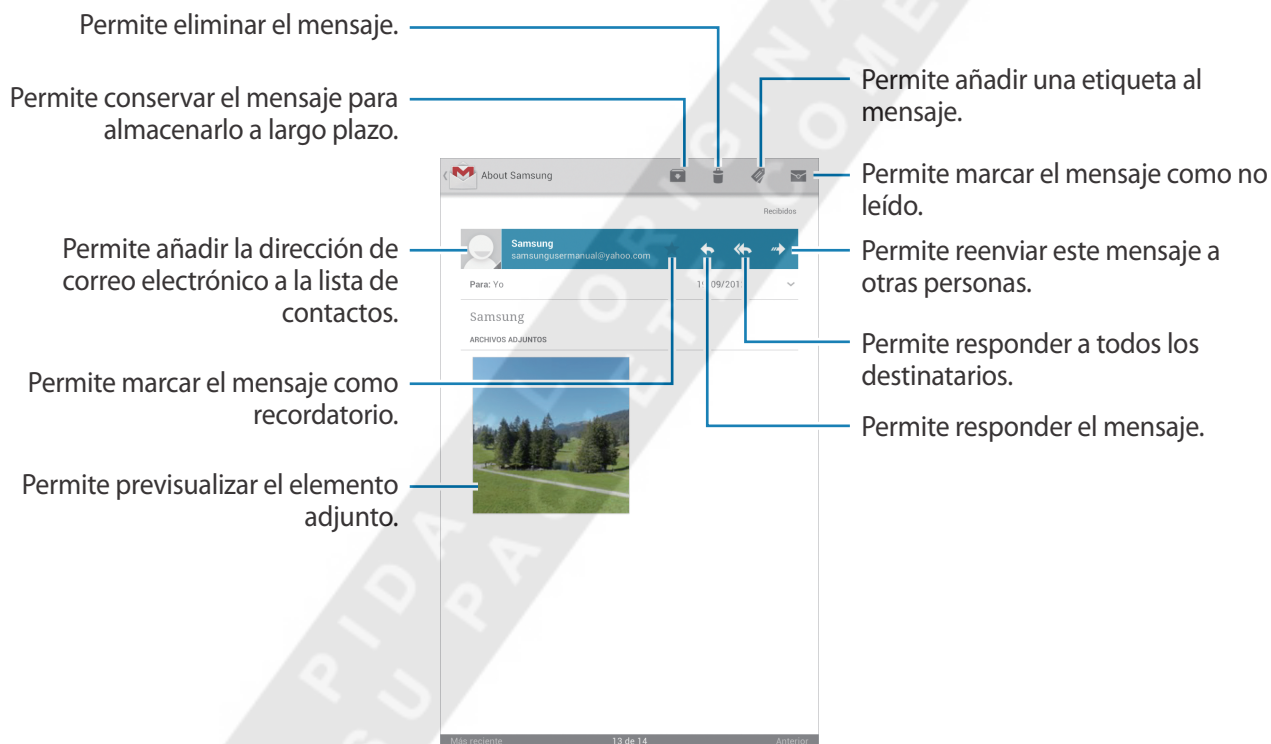 Permite eliminar el mensaje.
Permite conservar el mensaje para
almacenarlo a largo plazo.
Permite añadir la dirección de
correo electrónico a la lista de
contactos.
Permite marcar el mensaje como
recordatorio.
Permite previsualizar el elemento
adjunto.
About Samsung
Recibidos
Samsung
samsungusermanual@yahoo.com
Para: Yo
Samsung
ARCHIVOS ADJUNTOS
Más reciente
13 de 14
Anterior
Permite añadir una etiqueta al
mensaje.
Permite marcar el mensaje como no
leído.
Permite reenviar este mensaje a
otras personas.
Permite responder a todos los
destinatarios.
Permite responder el mensaje.